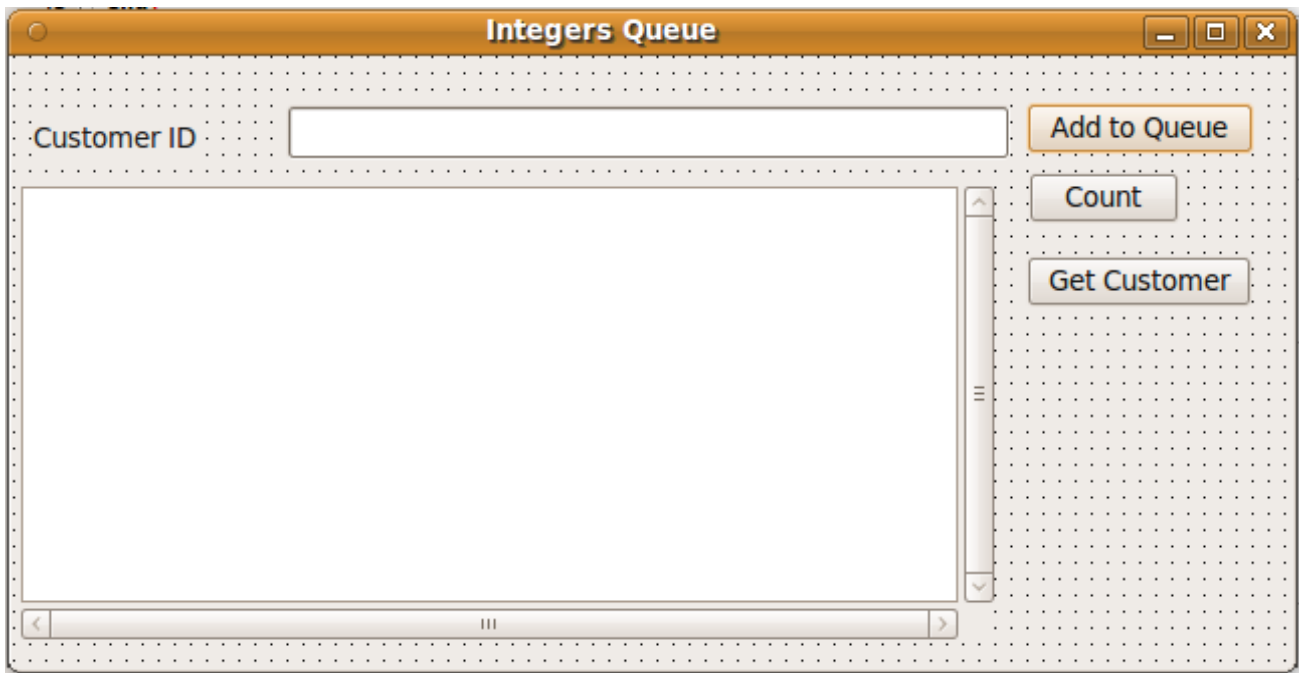 Integers Queue
Customer ID
Add to Queue
Count
Get Customer